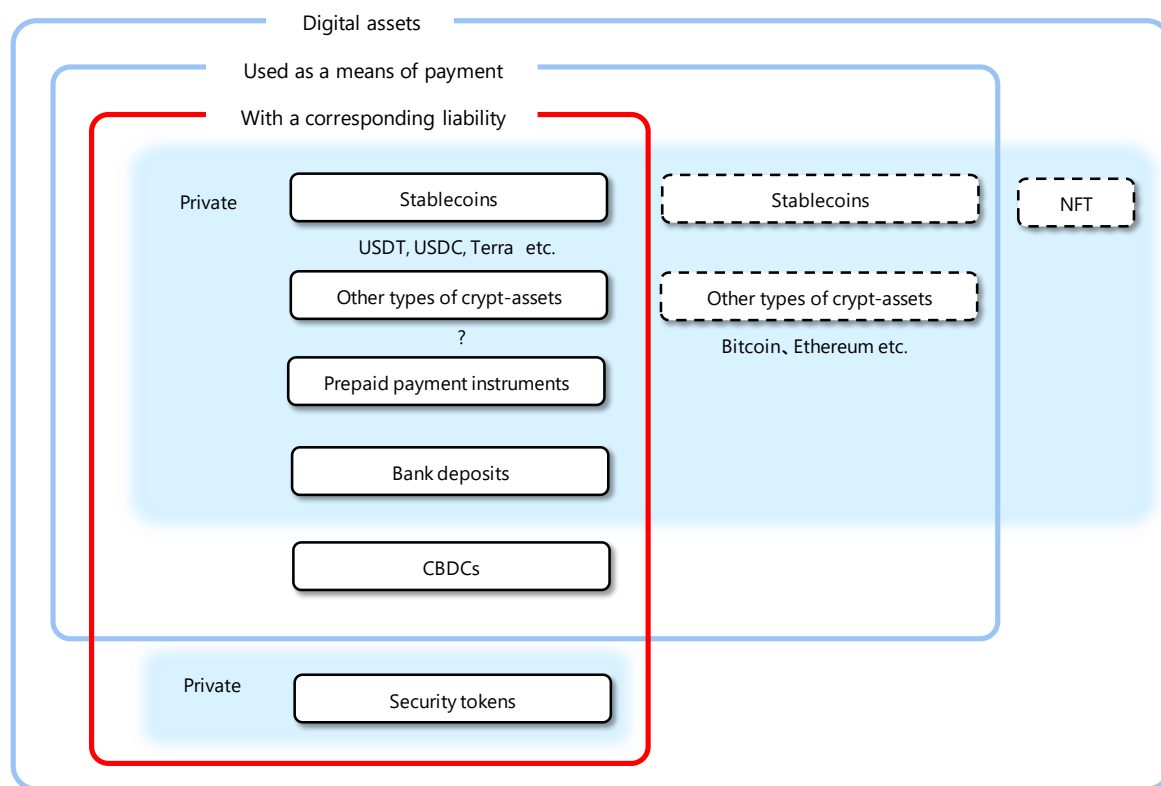 Digital assets
Used as a means of payment
With a corresponding liability
Private
Stablecoins
Stablecoins
NFT
USDT, USDC, Terra etc.
Other types of crypt-assets
Other types of crypt-assets
?
Bitcoin、Ethereum etc.
Prepaid payment instruments
Bank deposits
CBDCs
Private
Security tokens